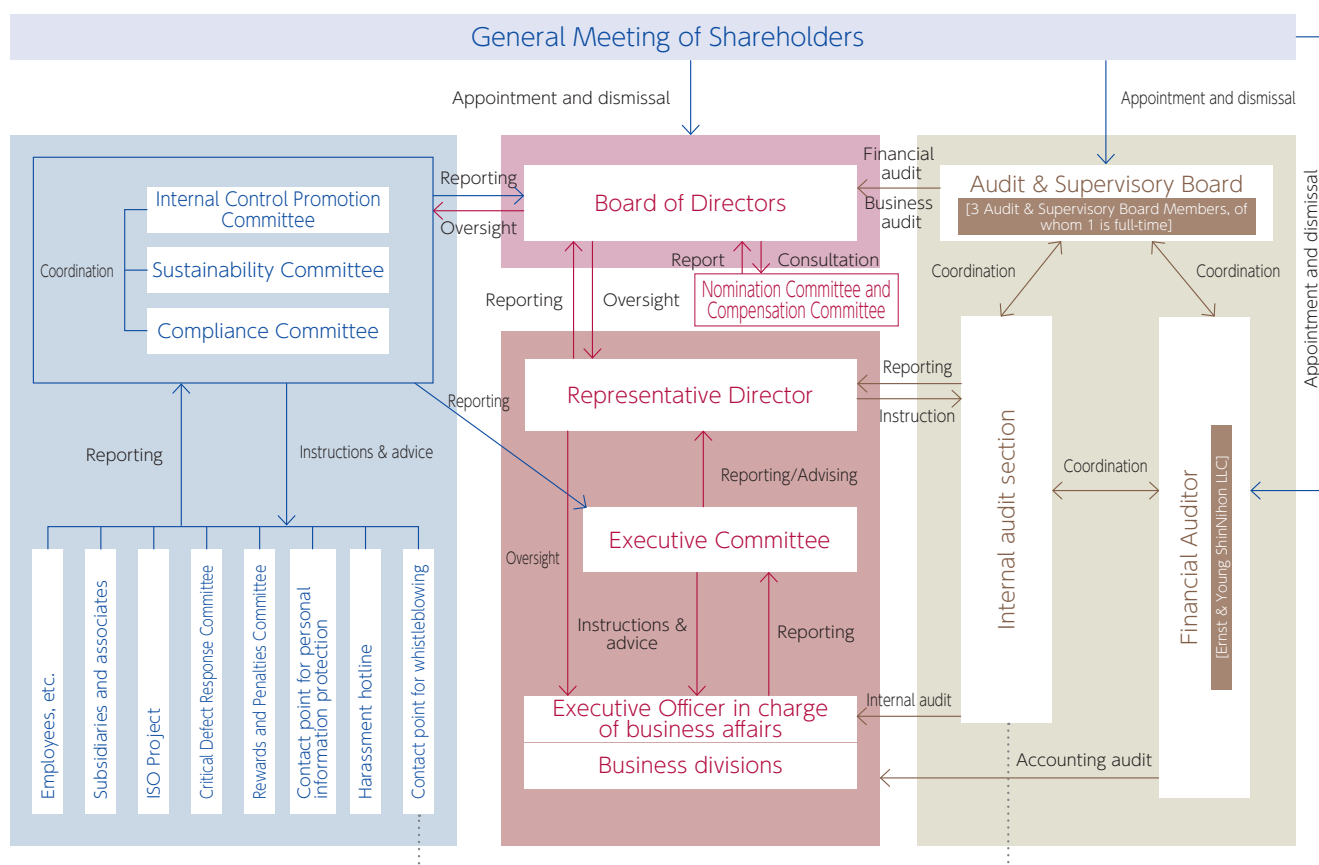 General Meeting of Shareholders
Appointment and dismissal
Appointment and dismissal
Appointment and dismissal
Internal Control Promotion
Committee
Coordination
Sustainability Committee
Compliance Committee
Reporting
Oversight
Board of Directors
Financial
audit
Business
audit
Audit & Supervisory Board
[3 Audit & Supervisory Board Members, of
whom 1 is full-time]
Report
Consultation
Nomination Committee and
Compensation Committee
Reporting
Oversight
Coordination
Coordination
Representative Director
Reporting
Instruction
Reporting
Reporting
Instructions & advice
Reporting/Advising
Executive Committee
Oversight
Instructions &
advice
Reporting
Internal audit section
Coordination
Financial Auditor
[Ernst & Young ShinNihon LLC]
Executive Officer in charge
of business affairs
Business divisions
Internal audit
Accounting audit
Employees, etc.
Subsidiaries and associates
ISO Project
Critical Defect Response Committee
Rewards and Penalties Committee
Contact point for personal
information protection
Harassment hotline
Contact point for whistleblowing